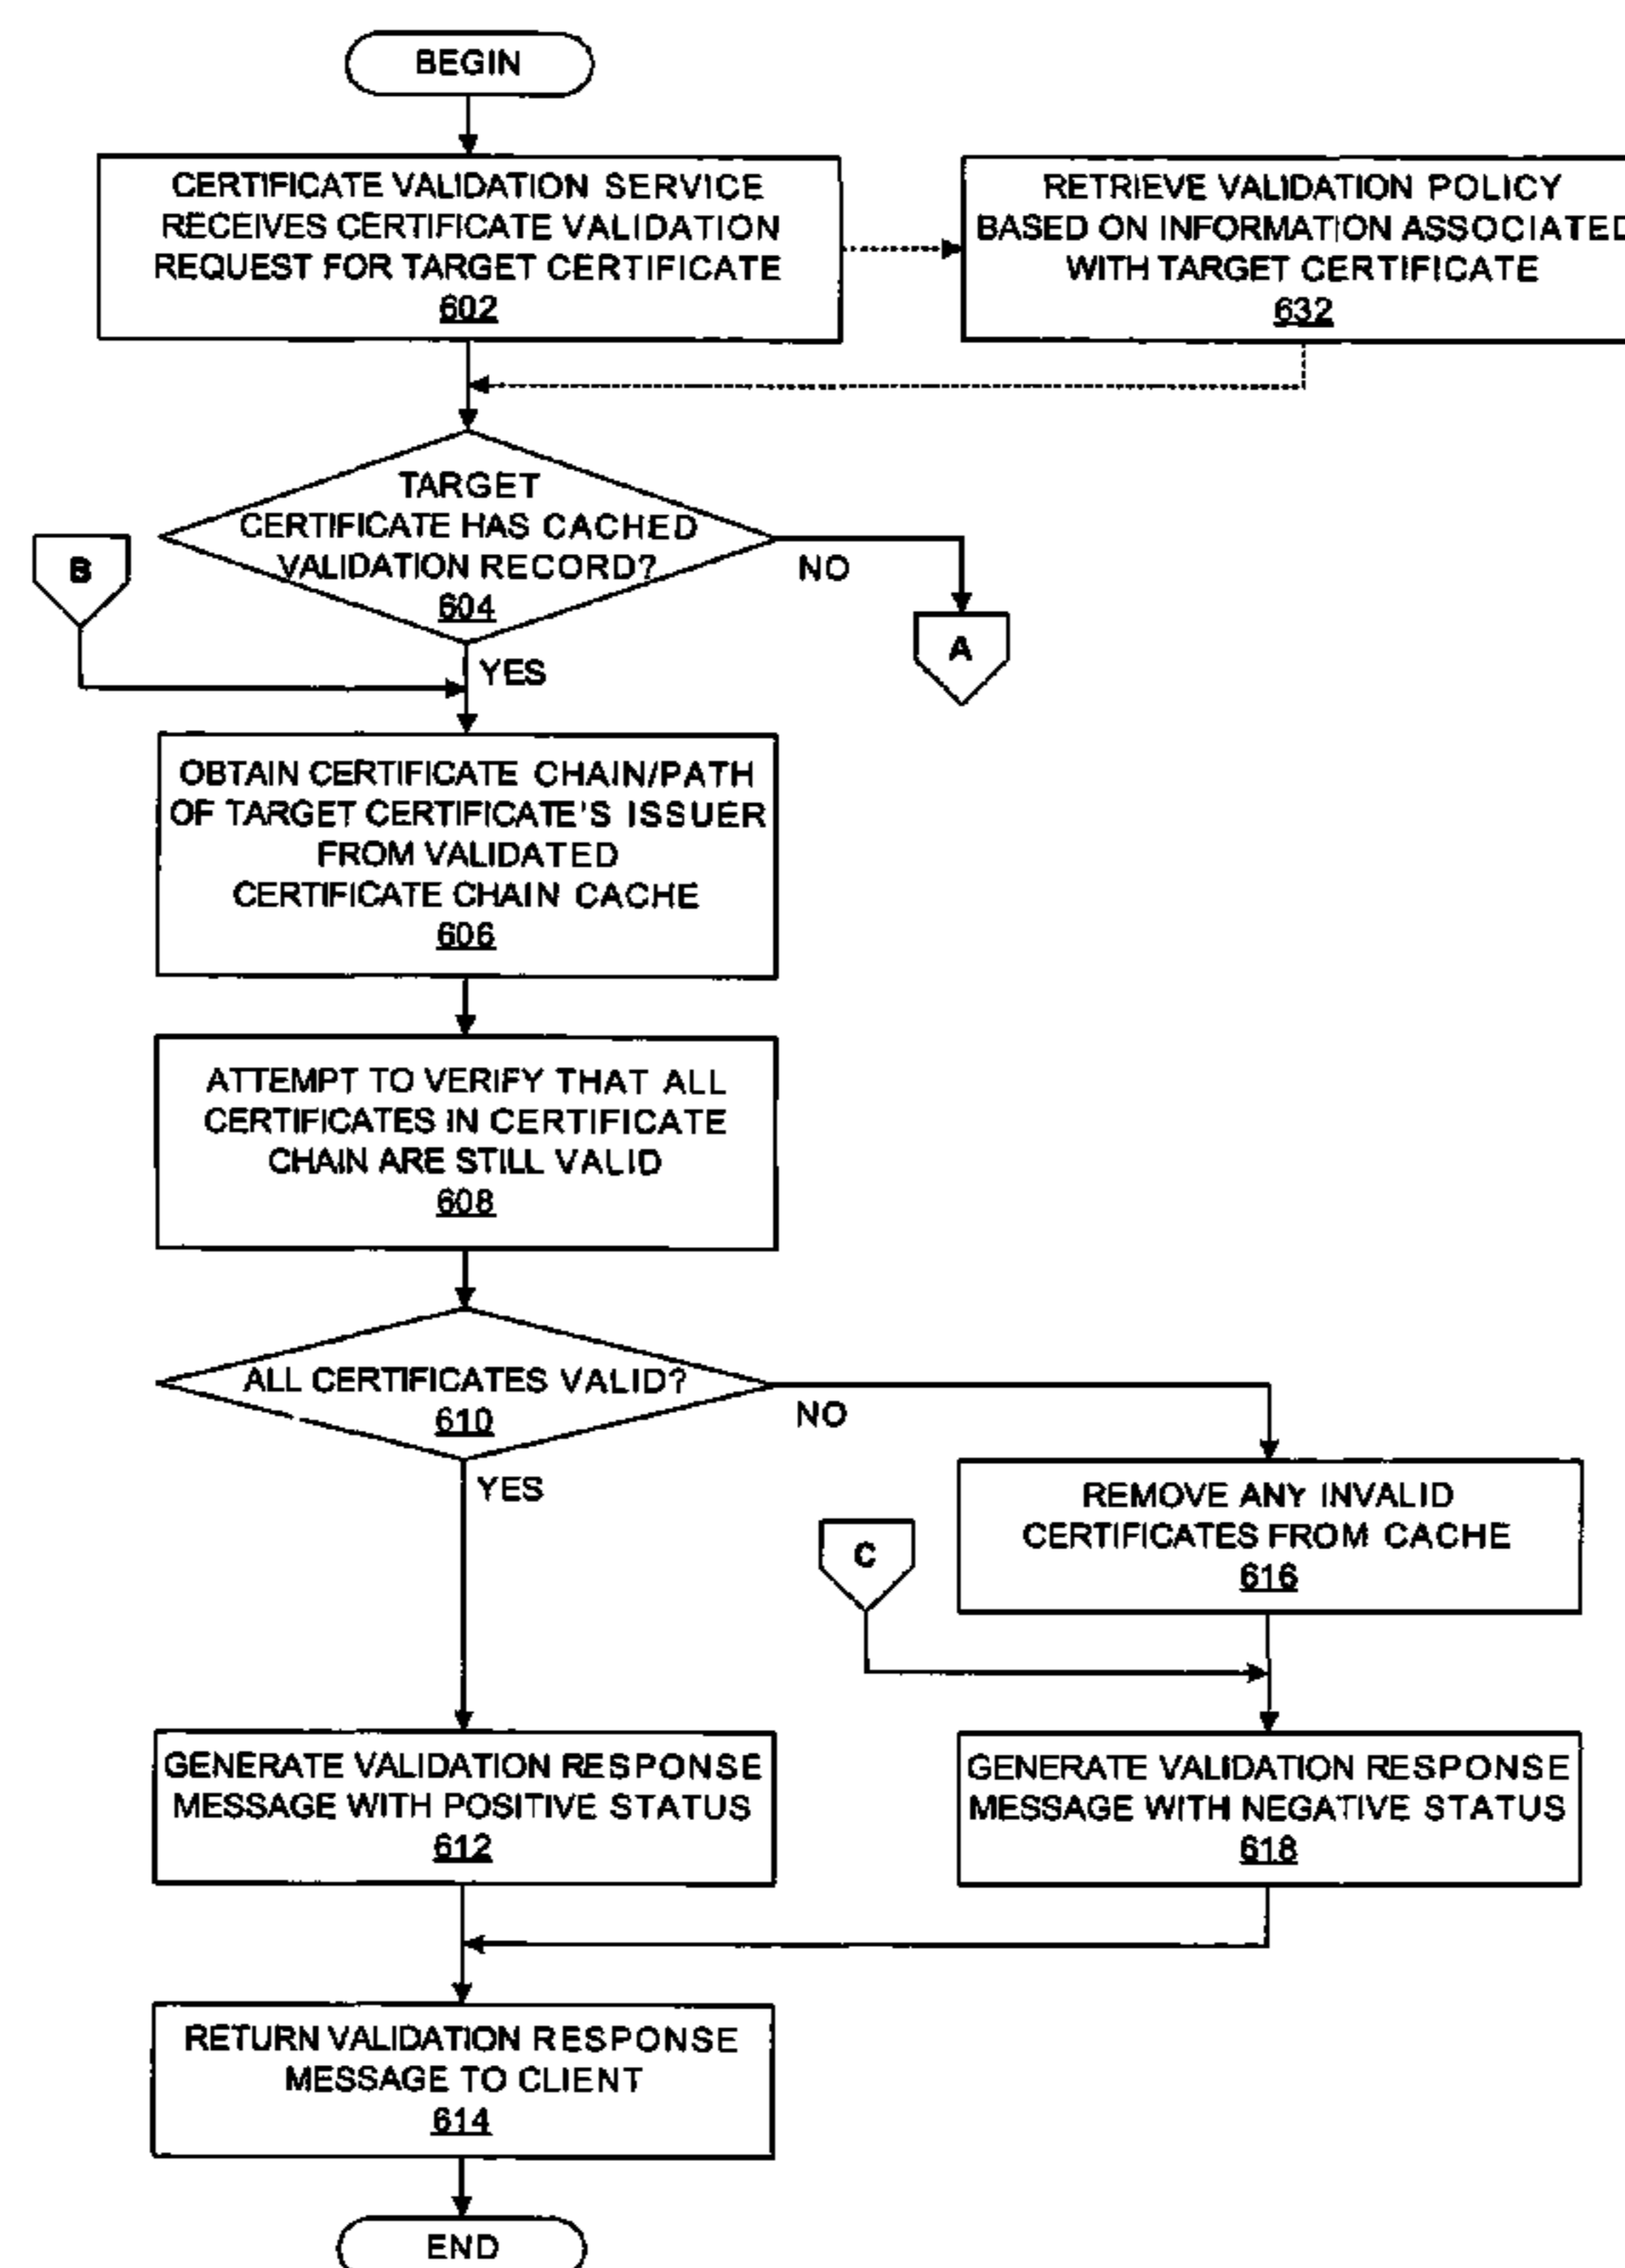 BEGIN
CERTIFICATE VALIDATION SERVICE
RECEIVES CERTIFICATE VALIDATION
REQUEST FOR TARGET CERTIFICATE
602
RETRIEVE VALIDATION POLICY
BASED ON INFORMATION ASSOCIATED
WITH TARGET CERTIFICATE
632
TARGET
CERTIFICATE HAS CACHED
VALIDATION RECORD?
604
B
NO
A
YES
OBTAIN CERTIFICATE CHAIN/PATH
OF TARGET CERTIFICATE'S ISSUER
FROM VALIDATED
CERTIFICATE CHAIN CACHE
606
ATTEMPT TO VERIFY THAT ALL
CERTIFICATES IN CERTIFICATE
CHAIN ARE STILL VALID
608
ALL CERTIFICATES VALID?
610
NO
YES
REMOVE ANY INVALID
CERTIFICATES FROM CACHE
616
C
GENERATE VALIDATION RESPONSE
MESSAGE WITH POSITIVE STATUS
612
GENERATE VALIDATION RESPONSE
MESSAGE WITH NEGATIVE STATUS
618
RETURN VALIDATION RESPONSE
MESSAGE TO CLIENT
614
END